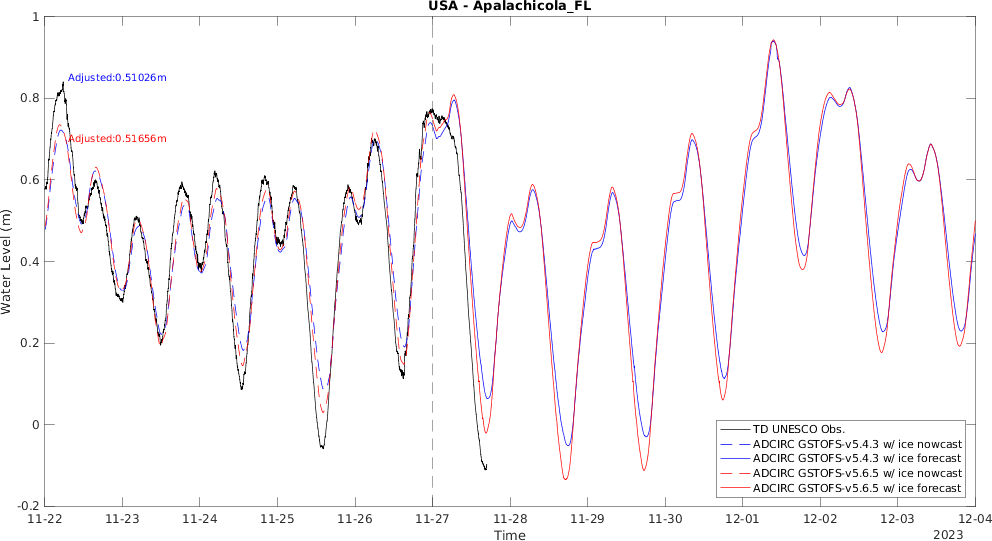 USA - Apalachicola_FL
1
0.8
0.6
0.4
0.2
0
-0.2
Water Level (m)
Adjusted:0.51026m
Adjusted:0.51656m
TD UNESCO Obs.
ADCIRC GSTOFS-v5.4.3 w/ ice nowcast
ADCIRC GSTOFS-v5.4.3 w/ ice forecast
ADCIRC GSTOFS-v5.6.5 w/ ice nowcast
ADCIRC GSTOFS-v5.6.5 w/ ice forecast
11-22 11-23 11-24 11-25 11-26 11-27 11-28 11-29 11-30 12-01 12-02 12-03 12-04
Time
2023